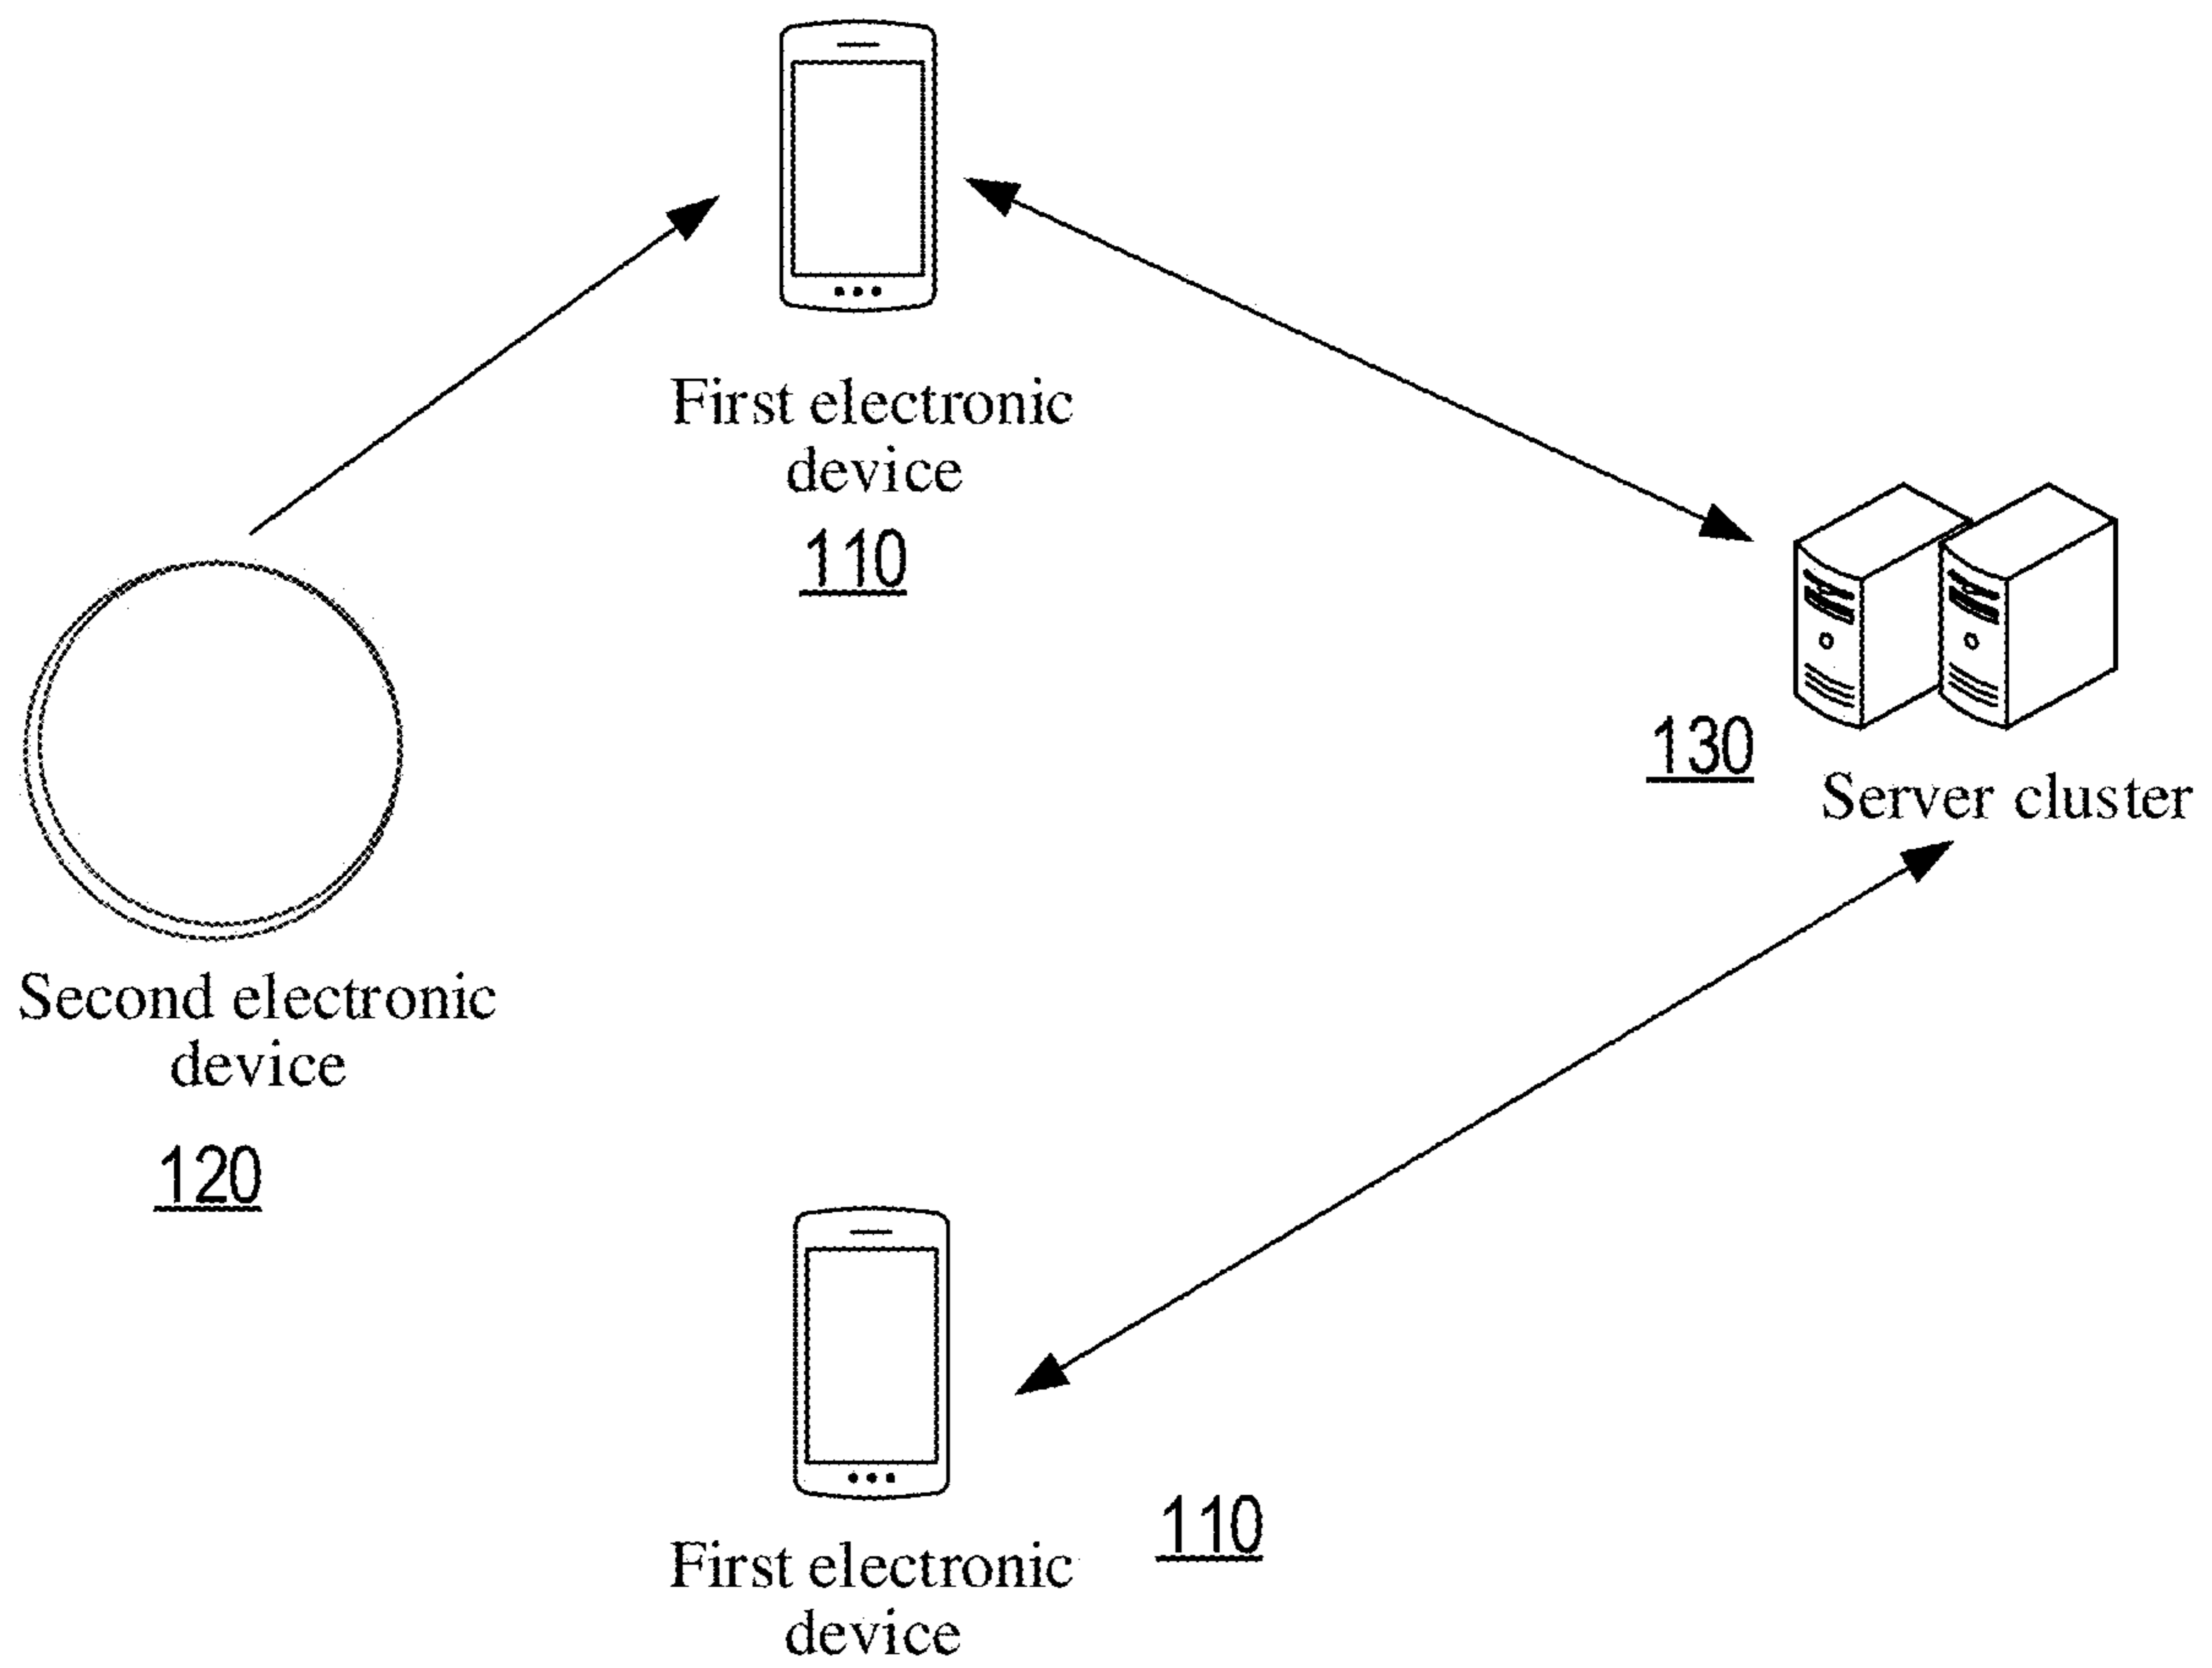 First electronic
device
110
130
Server cluster
Second electronic
device
120
110
First electronic
device